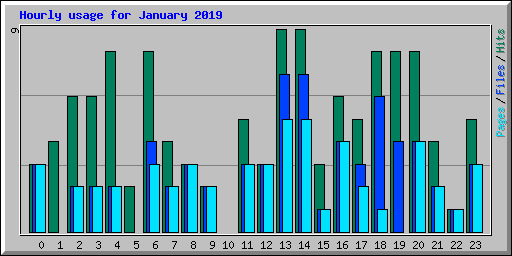 Hourly usage for January 2019
9
Pages/Files/Hits
0 1 2 3 4 5 6 7 8 9 10 11 12 13 14 15 16 17 18 19 20 21 22 23